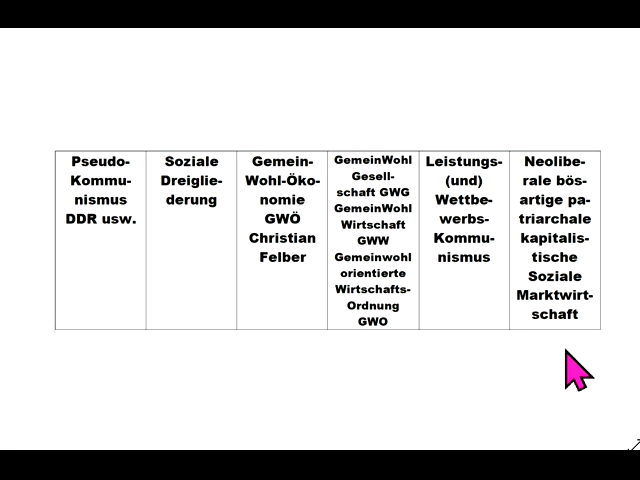 Pseudo-
Kommu-
nismus
DDR usw.
Soziale
Dreiglie-
derung
Gemein-
Wohl-Öko-
nomie
GWÖ
Christian
Felber
GemeinWohl
Gesell-
schaft GWG
GemeinWohl
Wirtschaft
GWW
Gemeinwohl
orientierte
Wirtschafts-
Ordnung
GWO
Leistungs-
(und)
Wettbe-
werbs-
Kommu-
nismus
Neolibe-
rale bös-
artige pa-
triarchale
kapitalis-
tische
Soziale
Marktwirt-
schaft